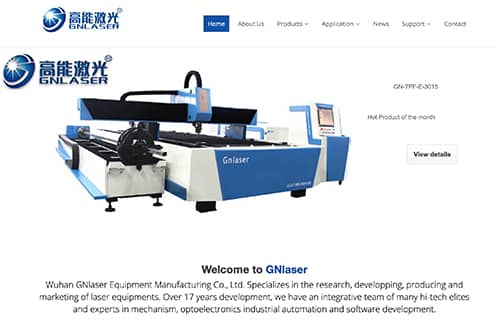 高能激光®
GNLASER
Home About Us Products Application News Support Contact
高能激光®
GNLASER
GN-TPF-E-3015
Hot Product of the month
Gnlaser
View details
Welcome to GNlaser
Wuhan GNlaser Equipment Manufacturing Co., Ltd. Specializes in the research, developping, producing and
marketing of laser equipments. Over 17 years development, we have an integrative team of many hi-tech elites
and experts in mechanism, optoelectronics industrial automation and software development.